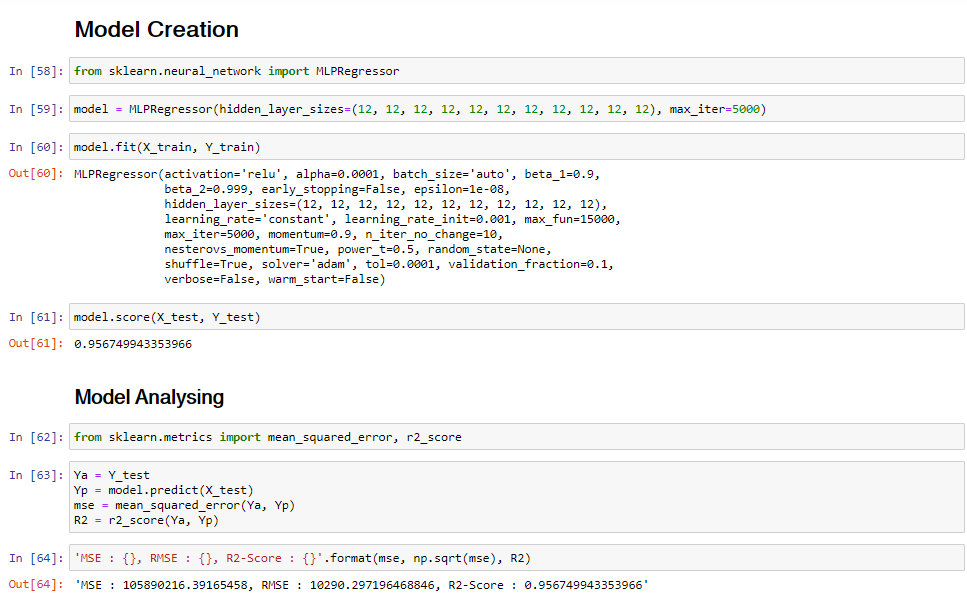 Model Creation
In [58]: from sklearn.neural_network import MLPRegressor
In [59]: model = MLPRegressor(hidden_layer_sizes=(12, 12, 12, 12, 12, 12, 12, 12, 12, 12, 12), max_iter=5000)
In [60]: model.fit(X_train, Y_train)
Out[60]: MLPRegressor(activation='relu', alpha=0.0001, batch_size='auto', beta_1=0.9,
beta_2=0.999, early_stopping=False, epsilon=1e-08,
hidden_layer_sizes=(12, 12, 12, 12, 12, 12, 12, 12, 12, 12, 12),
learning_rate='constant', learning_rate_init=0.001, max_fun=15000,
max_iter=5000, momentum=0.9, n_iter_no_change=10,
nesterovs_momentum=True, power_t=0.5, random_state=None,
shuffle=True, solver='adam', tol=0.0001, validation_fraction=0.1,
verbose=False, warm_start=False)
In [61]: model.score(X_test, Y_test)
Out[61]: 0.956749943353966
Model Analysing
In [62]: from sklearn.metrics import mean_squared_error, r2_score
In [63]: Ya = Y_test
Yp = model.predict(X_test)
mse = mean_squared_error(Ya, Yp)
R2 = r2_score(Ya, Yp)
In [64]: 'MSE : {}, RMSE : {}, R2-Score : {}'.format(mse, np.sqrt(mse), R2)
Out[64]: 'MSE : 105890216.39165458, RMSE : 10290.297196468846, R2-Score : 0.956749943353966'